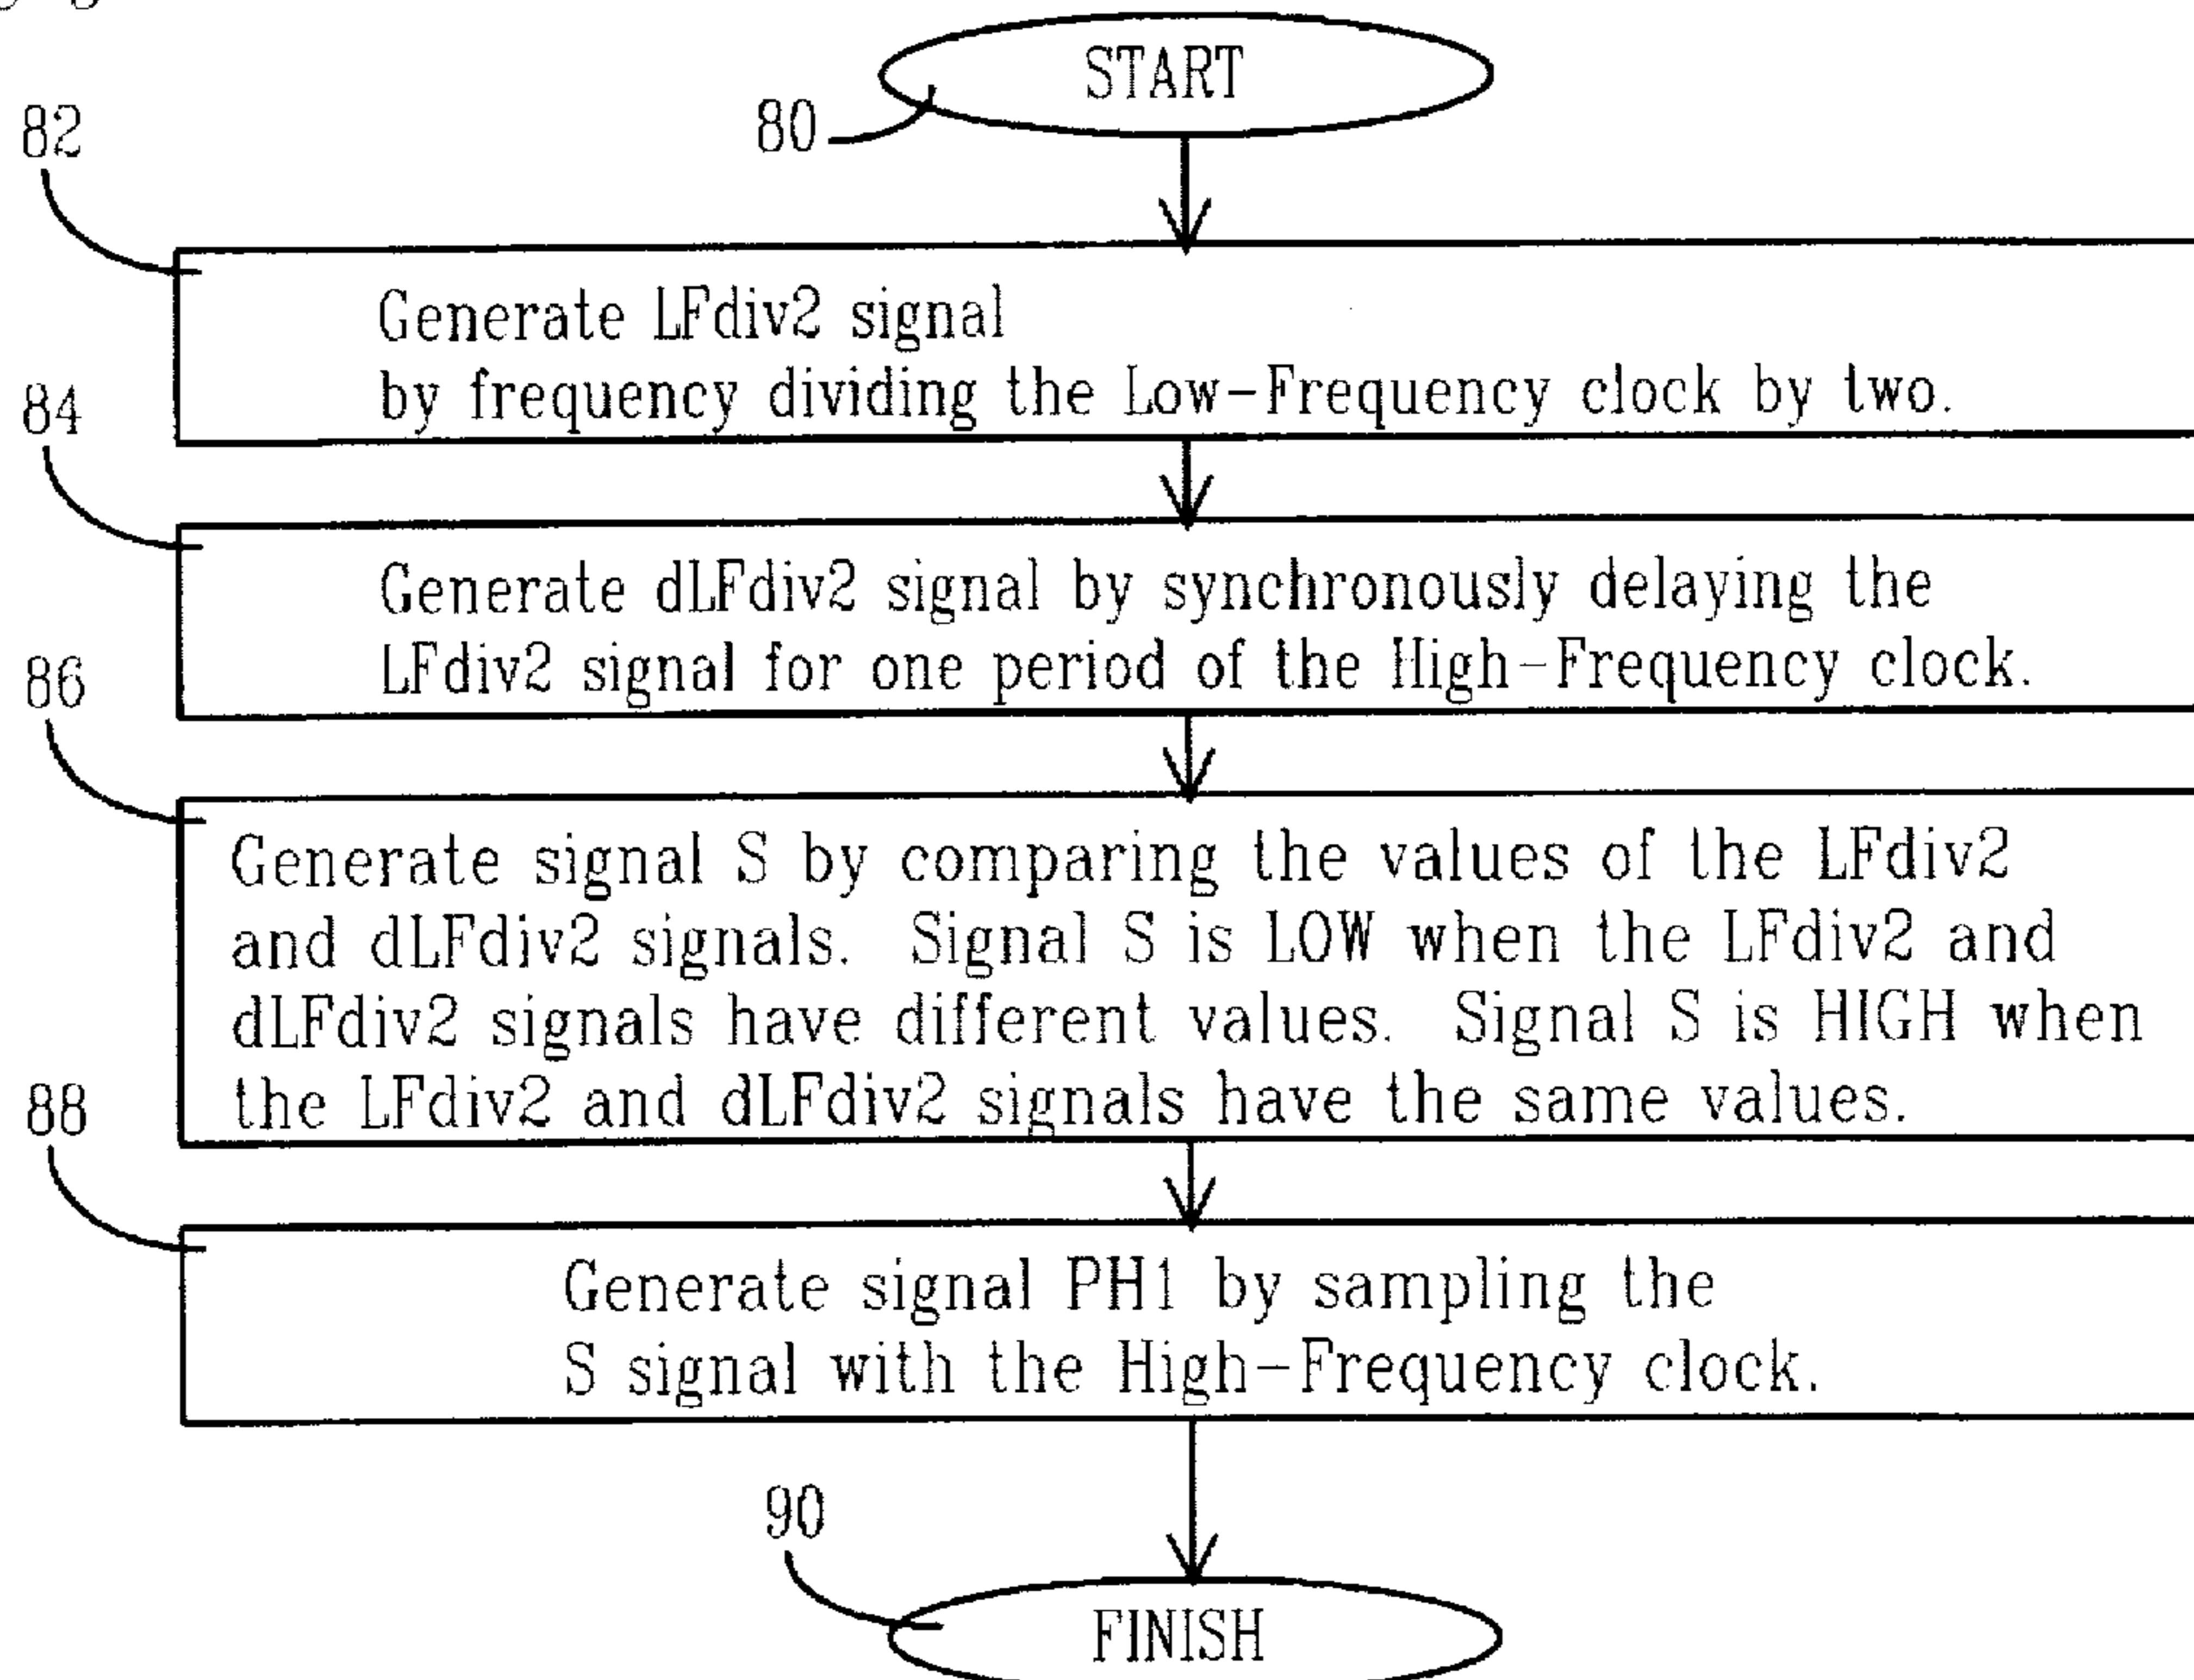 START
80
82
Generate LFdiv2 signal
by frequency dividing the Low-Frequency clock by two.
84
Generate dLFdiv2 signal by synchronously delaying the
LFdiv2 signal for one period of the High-Frequency clock.
86
Generate signal S by comparing the values of the LFdiv2
and dLFdiv2 signals. Signal S is LOW when the LFdiv2 and
dLFdiv2 signals have different values. Signal S is HIGH when
the LFdiv2 and dLFdiv2 signals have the same values.
88
Generate signal PH1 by sampling the
S signal with the High-Frequency clock.
90
FINISH